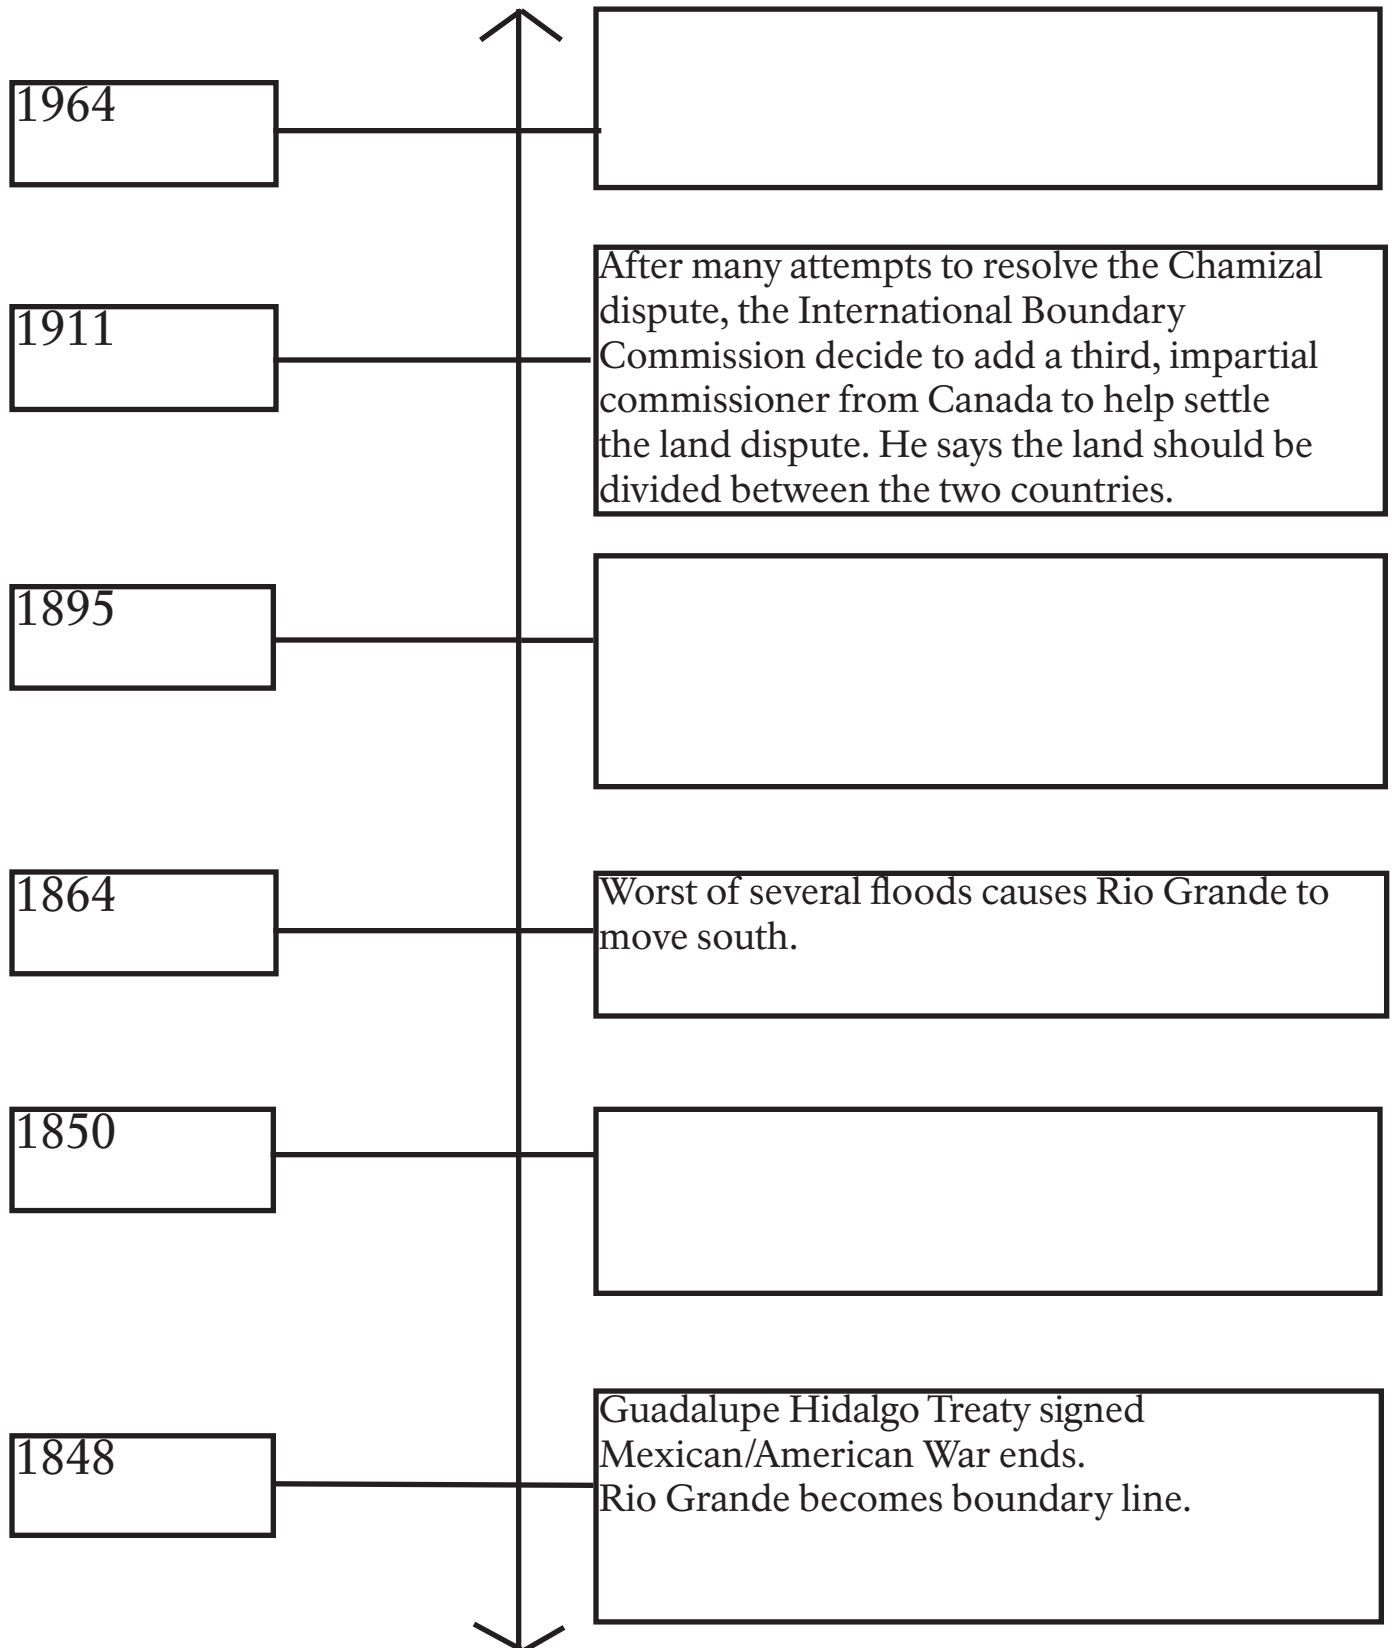 1964
1911
After many attempts to resolve the Chamizal
dispute, the International Boundary
Commission decide to add a third, impartial
commissioner from Canada to help settle
the land dispute. He says the land should be
divided between the two countries.
1895
1864
Worst of several floods causes Rio Grande to
move south.
1850
1848
Guadalupe Hidalgo Treaty signed
Mexican/American War ends.
Rio Grande becomes boundary line.